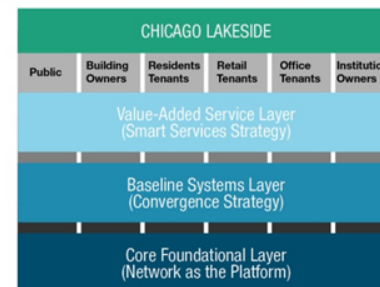 CHICAGO LAKESIDE
Public
Building
Owners
Residents
Tenants
Retail
Tenants
Office
Tenants
Institutio
Owners
Value-Added Service Layer
(Smart Services Strategy)
Baseline Systems Layer
(Convergence Strategy)
Core Foundational Layer
(Network as the Platform)